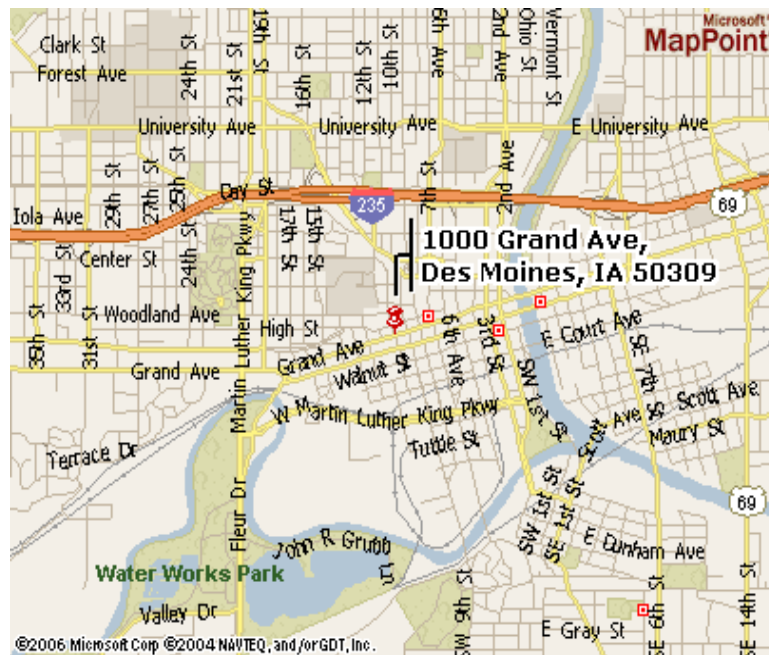 Microsoft®
MapPoint
Clark St
Forest Ave
24th St
21st St
19th St
16th St
12th St
10th St
6th Ave
2nd Ave
Ohio St
Vermont St
University Ave
University Ave
E University Ave
29th St
27th St
25th St
Day St
235
7th St
2nd Ave
69
Iola Ave
Center St
33rd St
17th St
15th St
1000 Grand Ave,
Des Moines, IA 50309
Woodland Ave
High St
35th St
31st St
Grand Ave
Grand Ave
Martin Luther King Pkwy
Walnut St
6th Ave
3rd St
E Court Ave
SE 7th St
Scott Ave
Scott Ave
Maury St
SW 1st St
W Martin Luther King Pkwy
Tuttle St
Terrace Dr
Fleur Dr
John R Grubb Ln
SW 1st St
SE 1st St
E Dunham Ave
69
Water Works Park
Valley Dr
SW 9th St
E Gray St
SE 6th St
SE 14th St
©2006 Microsoft Corp ©2004 NAVTEQ, and/or GDT, Inc.